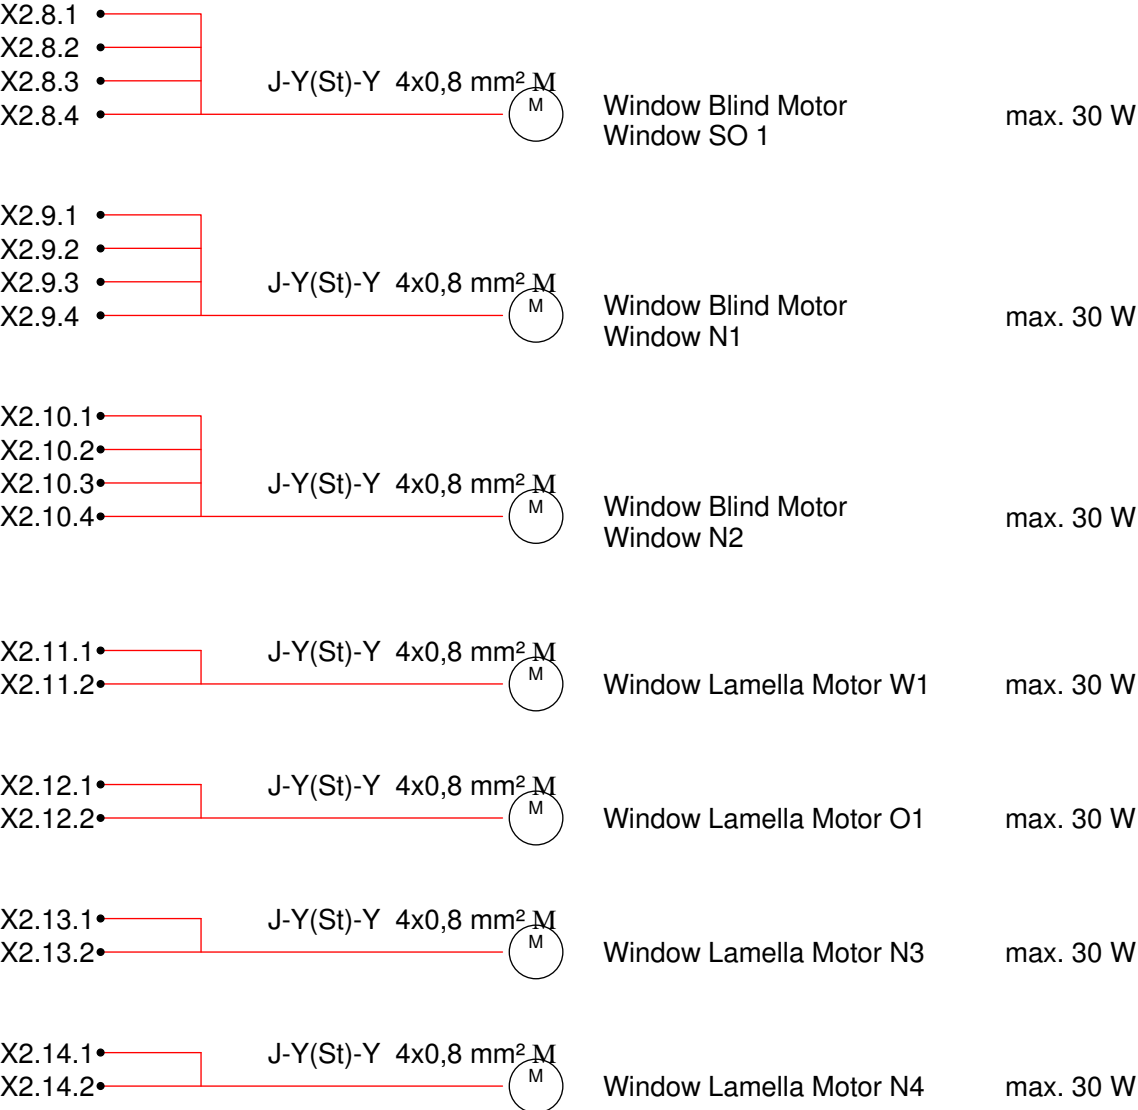 X2.8.1
X2.8.2
X2.8.3 J-Y(St)-Y 4x0,8 mm² M
M
X2.8.4 Window Blind Motor max. 30 W
Window SO 1
X2.9.1
X2.9.2
X2.9.3 J-Y(St)-Y 4x0,8 mm² M
M
X2.9.4 Window Blind Motor max. 30 W
Window N1
X2.10.1
X2.10.2
X2.10.3 J-Y(St)-Y 4x0,8 mm² M
M
X2.10.4 Window Blind Motor max. 30 W
Window N2
X2.11.1 J-Y(St)-Y 4x0,8 mm² M
M
X2.11.2 Window Lamella Motor W1 max. 30 W
X2.12.1 J-Y(St)-Y 4x0,8 mm² M
M
X2.12.2 Window Lamella Motor O1 max. 30 W
X2.13.1 J-Y(St)-Y 4x0,8 mm² M
M
X2.13.2 Window Lamella Motor N3 max. 30 W
X2.14.1 J-Y(St)-Y 4x0,8 mm² M
M
X2.14.2 Window Lamella Motor N4 max. 30 W